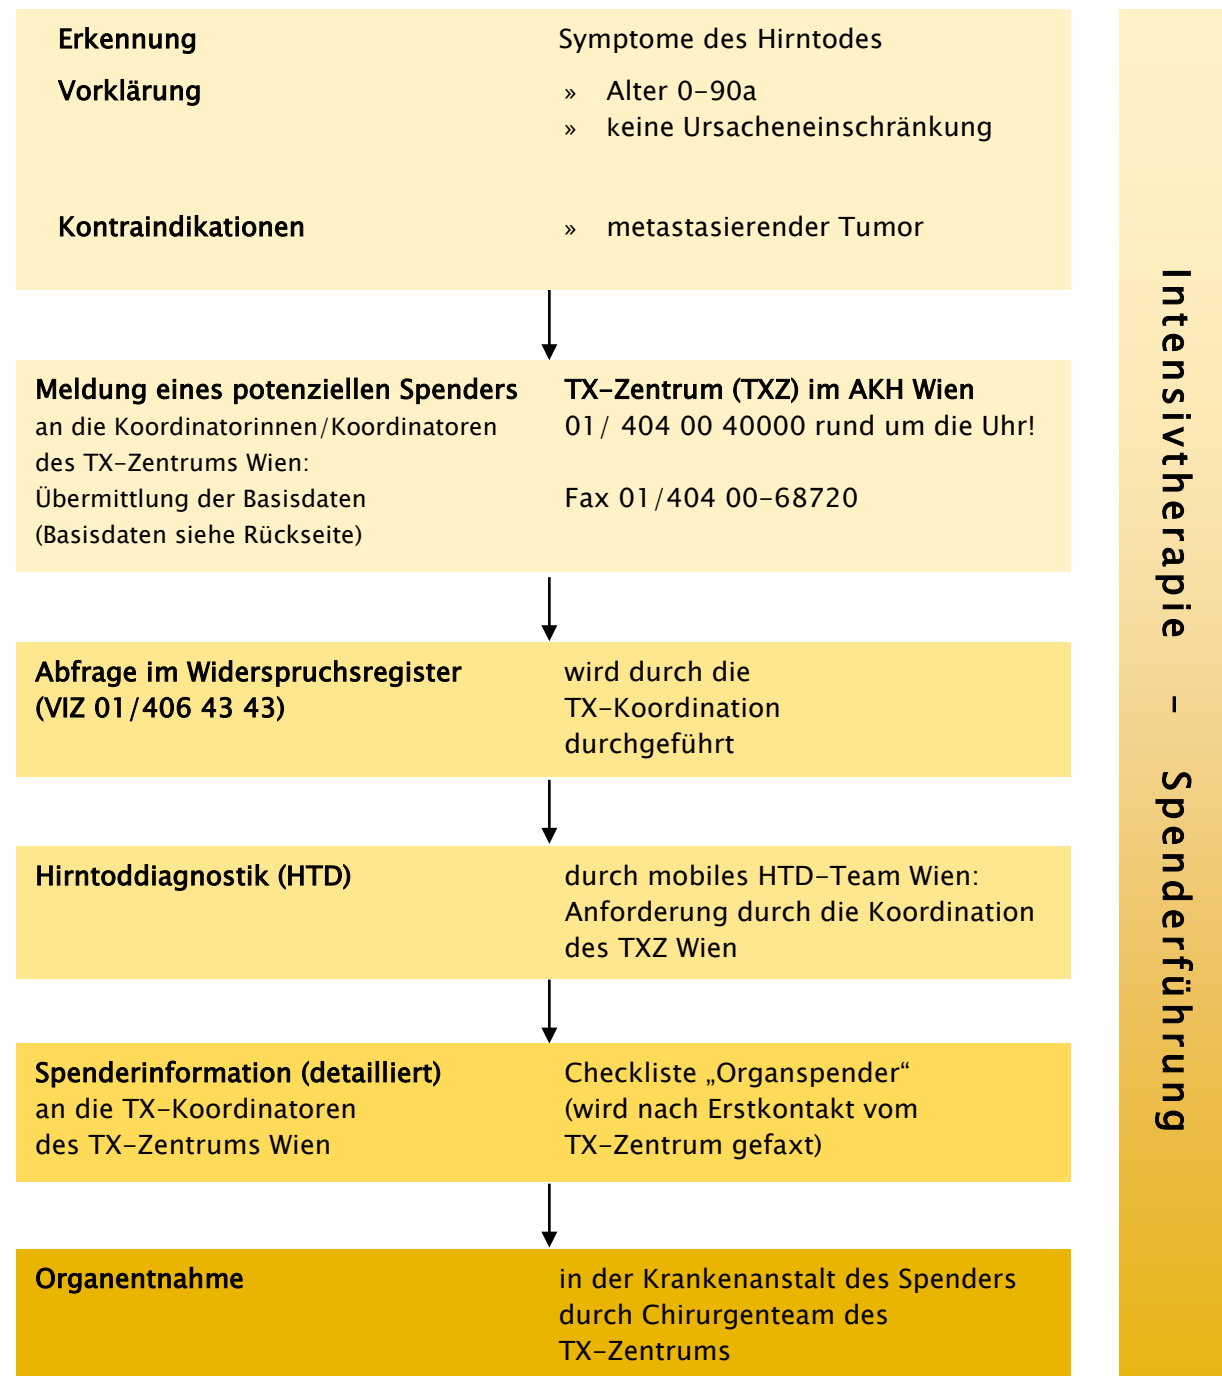 Erkennung Symptome des Hirntodes
Vorklärung » Alter 0-90a
» keine Ursacheneinschränkung
Kontraindikationen » metastasierender Tumor
Meldung eines potenziellen Spenders
an die Koordinatorinnen/Koordinatoren
des TX-Zentrums Wien:
Übermittlung der Basisdaten
(Basisdaten siehe Rückseite)
TX-Zentrum (TXZ) im AKH Wien
01/ 404 00 40000 rund um die Uhr!
Fax 01/404 00-68720
Abfrage im Widerspruchsregister
(VIZ 01/406 43 43)
wird durch die
TX-Koordination
durchgeführt
Hirntoddiagnostik (HTD)
durch mobiles HTD-Team Wien:
Anforderung durch die Koordination
des TXZ Wien
Spenderinformation (detailliert)
an die TX-Koordinatoren
des TX-Zentrums Wien
Checkliste „Organspender“
(wird nach Erstkontakt vom
TX-Zentrum gefaxt)
Organentnahme
in der Krankenanstalt des Spenders
durch Chirurgenteam des
TX-Zentrums
Intensivtherapie - Spenderführung